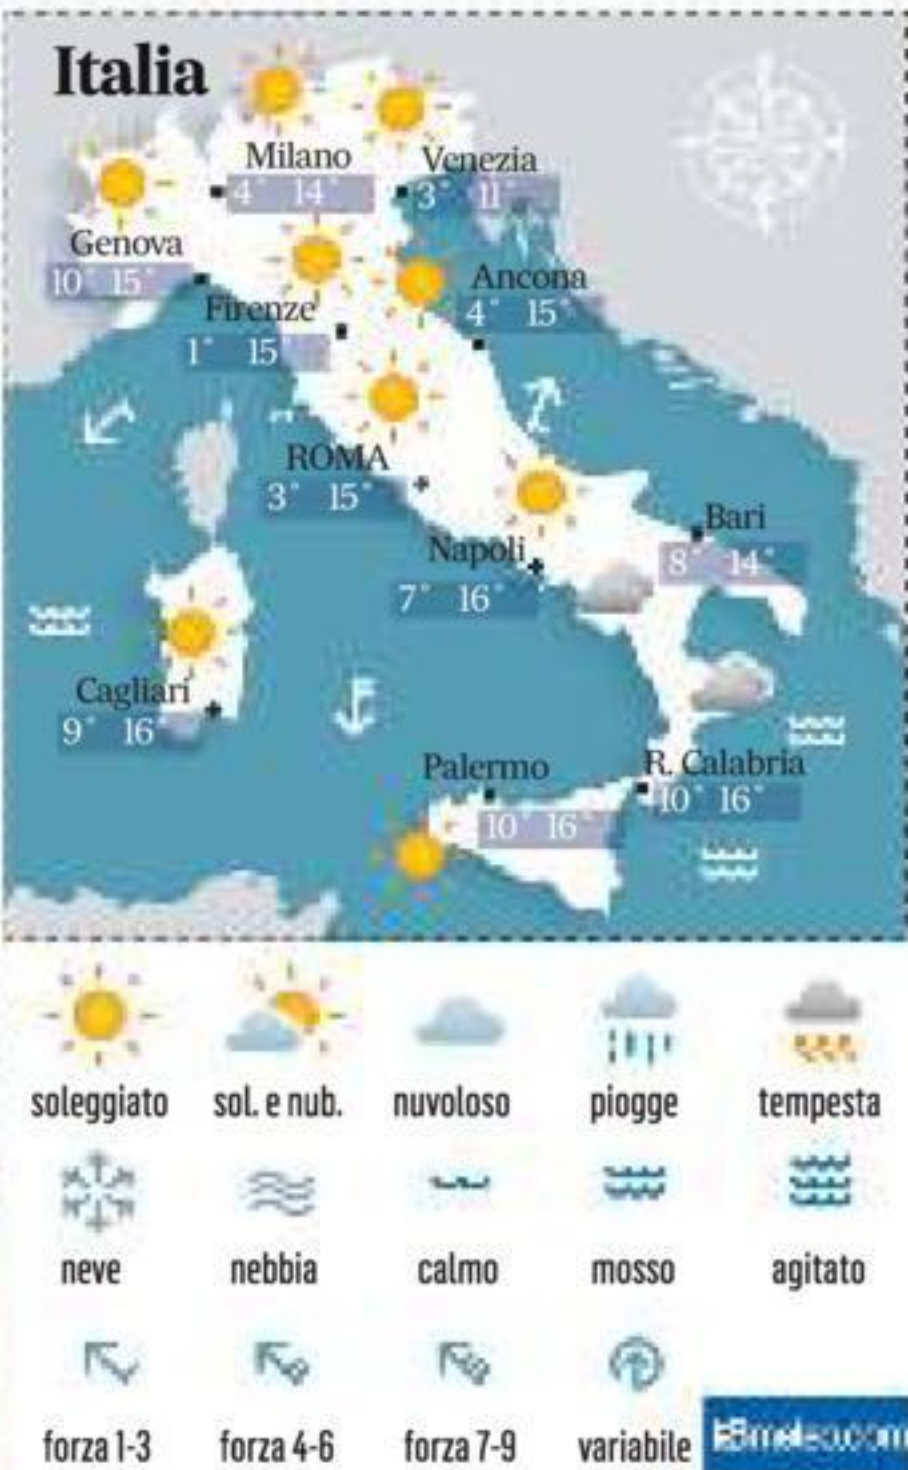 Italia
Milano
4° 14°
Venezia
3° 11°
Genova
10° 15°
Firenze
1° 15°
Ancona
4° 15°
ROMA
3° 15°
Napoli
7° 16°
Bari
8° 14°
Cagliari
9° 16°
Palermo
10° 16°
R. Calabria
10° 16°
soleggiato sol. e nub. nuvoloso piogge tempesta
neve nebbia calmo mosso agitato
forza 1-3 forza 4-6 forza 7-9 variabile